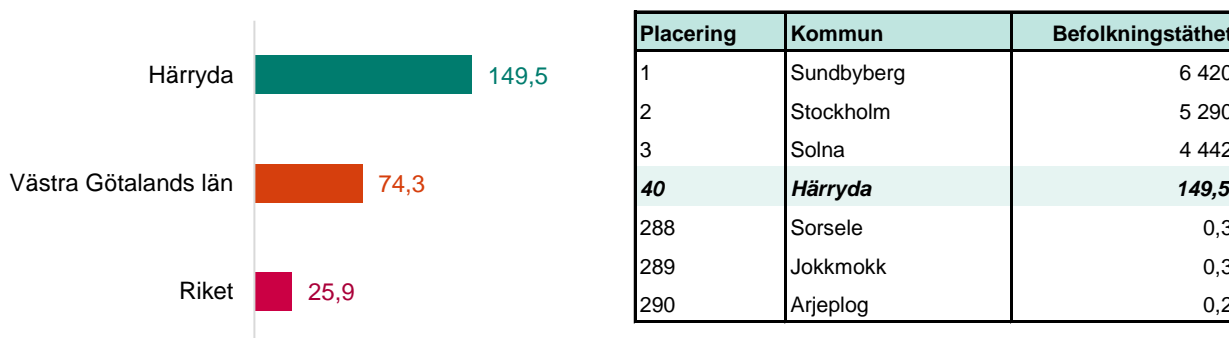 Härryda 149,5
Västra Götalands län 74,3
Riket 25,9
Placering Kommun Befolkningstäthet
1 Sundbyberg 6 420
2 Stockholm 5 290
3 Solna 4 442
40 Härryda 149,5
288 Sorsele 0,3
289 Jokkmokk 0,3
290 Arjeplog 0,2